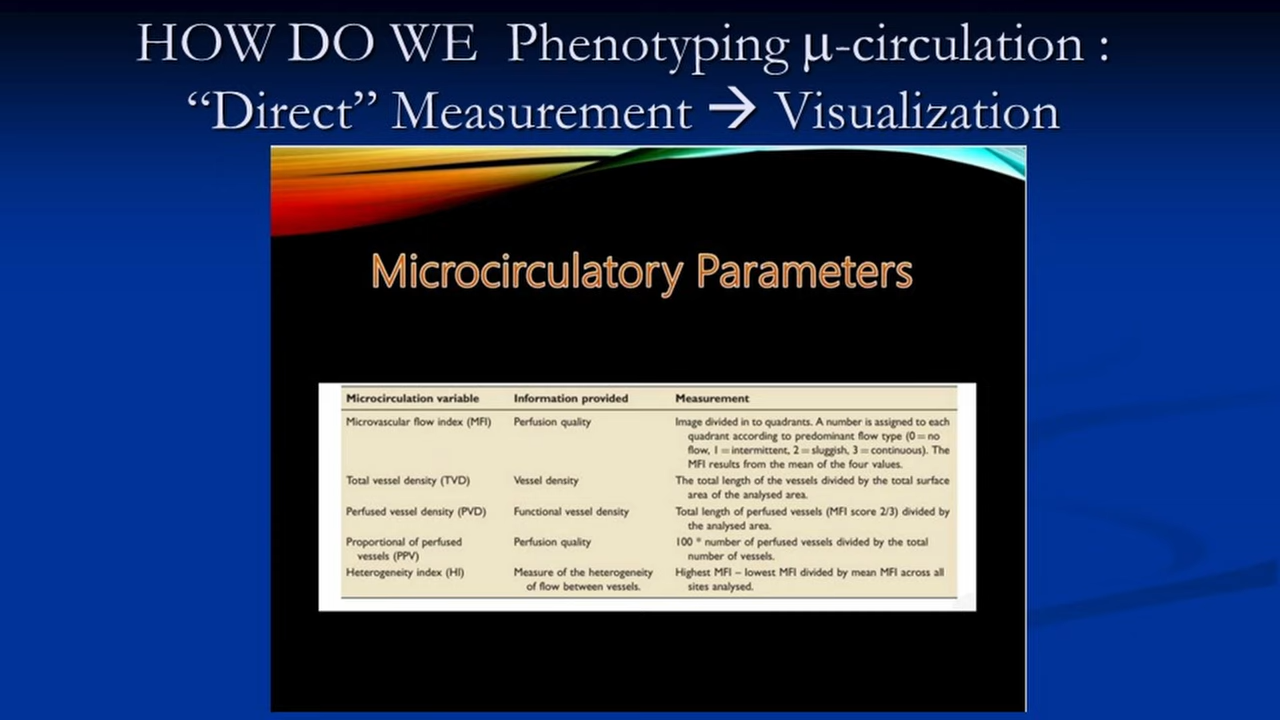 HOW DO WE Phenotyping µ-circulation :
“Direct” Measurement → Visualization
Microcirculatory Parameters
Microcirculation variable Information provided Measurement
Microvascular flow index (MFI) Perfusion quality Image divided in to quadrants. A number is assigned to each
quadrant according to predominant flow type (0 = no
flow, 1 = intermittent, 2 = sluggish, 3 = continuous). The
MFI results from the mean of the four values.
Total vessel density (TVD) Vessel density The total length of the vessels divided by the total surface
area of the analysed area.
Perfused vessel density (PVD) Functional vessel density Total length of perfused vessels (MFI score 2/3) divided by
the analysed area.
Proportional of perfused Perfusion quality 100 * number of perfused vessels divided by the total
vessels (PPV) number of vessels.
Heterogeneity index (HI) Measure of the heterogeneity Highest MFI – lowest MFI divided by mean MFI across all
of flow between vessels. sites analysed.